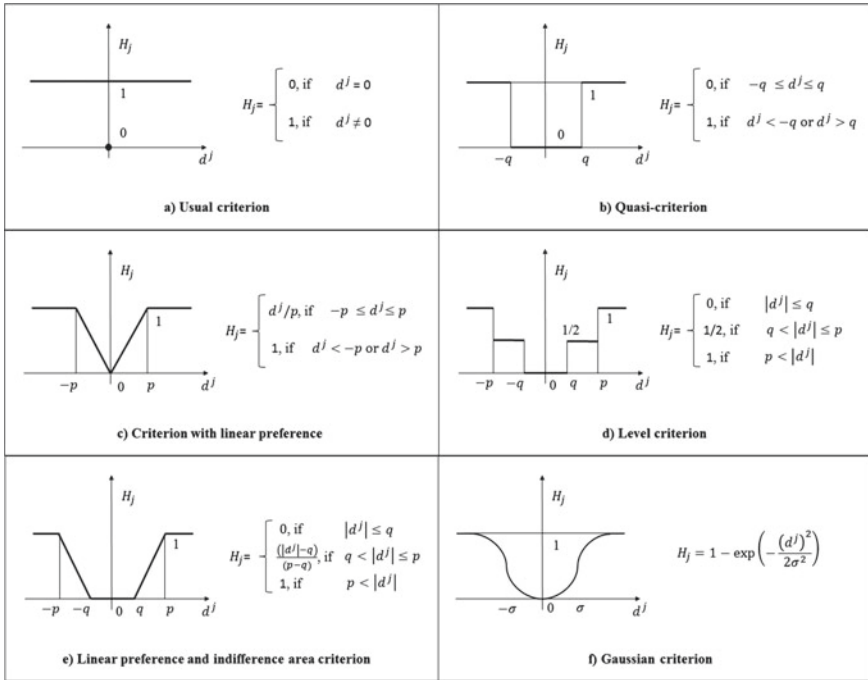 H_j
1
0
d^j
H_j= { 0, if d^j = 0
1, if d^j ≠ 0
a) Usual criterion
H_j
1
0
-q q d^j
H_j= { 0, if -q ≤ d^j ≤ q
1, if d^j < -q or d^j > q
b) Quasi-criterion
H_j
1
-p 0 p d^j
H_j= { d^j/p, if -p ≤ d^j ≤ p
1, if d^j < -p or d^j > p
c) Criterion with linear preference
H_j
1/2 1
-p -q 0 q p d^j
H_j= { 0, if |d^j| ≤ q
1/2, if q < |d^j| ≤ p
1, if p < |d^j|
d) Level criterion
H_j
1
-p -q 0 q p d^j
H_j= { 0, if |d^j| ≤ q
(|d^j|-q)/(p-q), if q < |d^j| ≤ p
1, if p < |d^j|
e) Linear preference and indifference area criterion
H_j
1
-σ 0 σ d^j
H_j = 1 - exp(-(d^j)^2/2σ^2)
f) Gaussian criterion